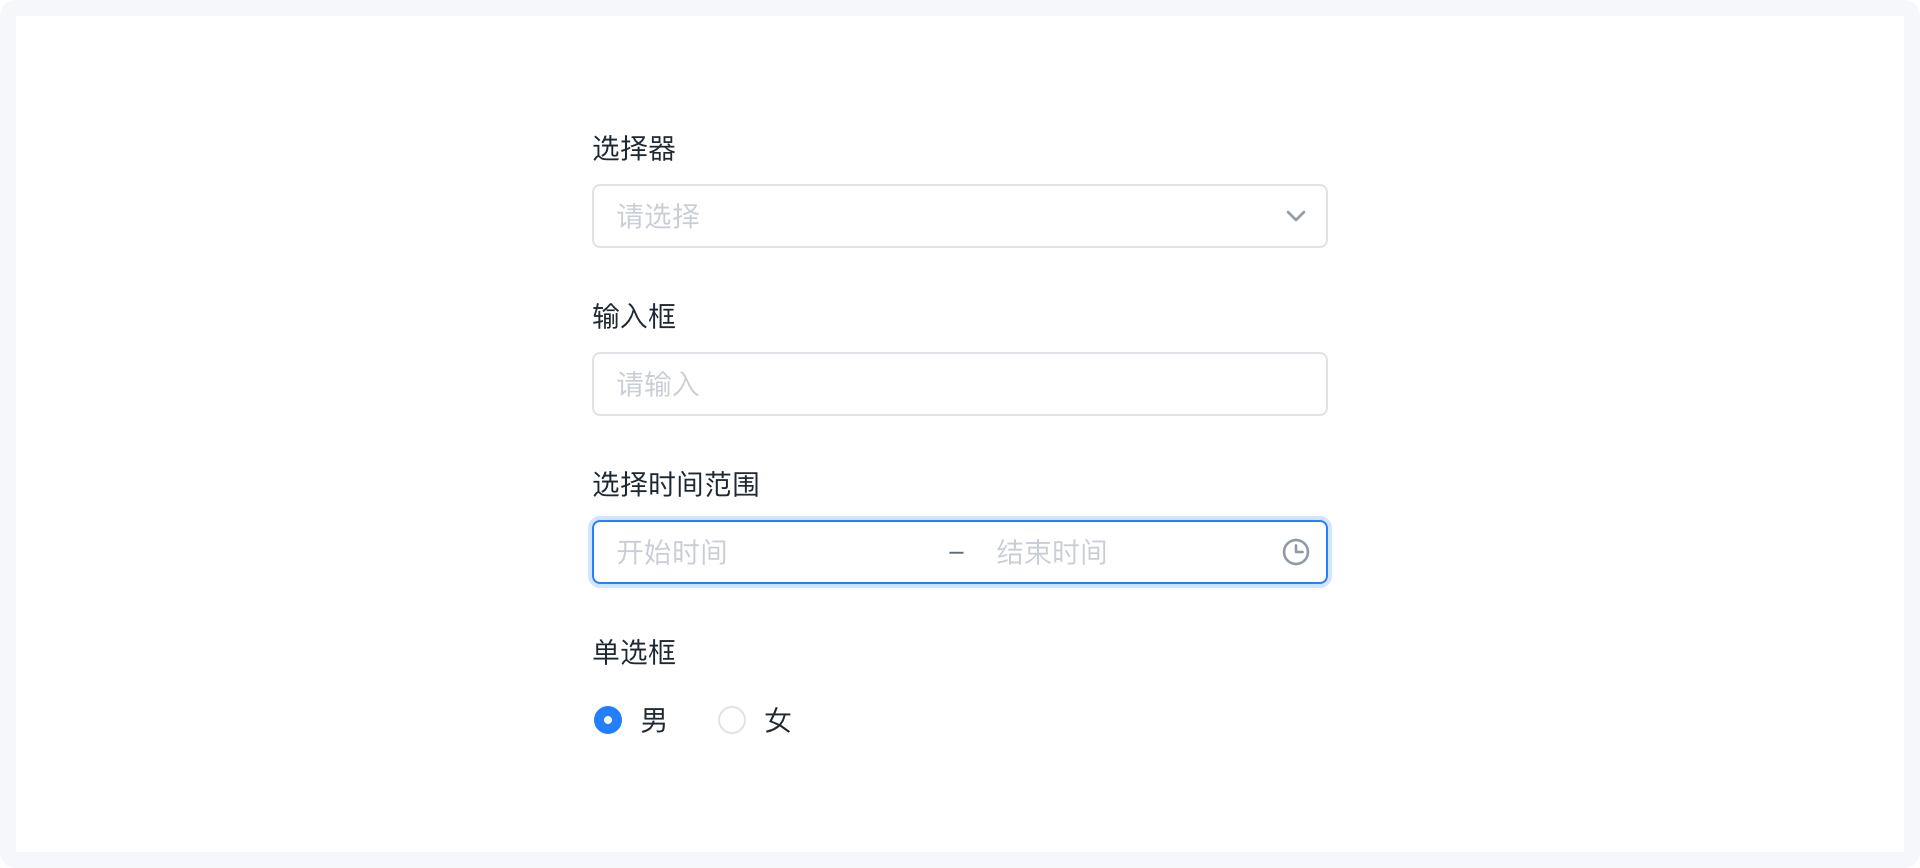 选择器
请选择
输入框
请输入
选择时间范围
开始时间 – 结束时间
单选框
男 女